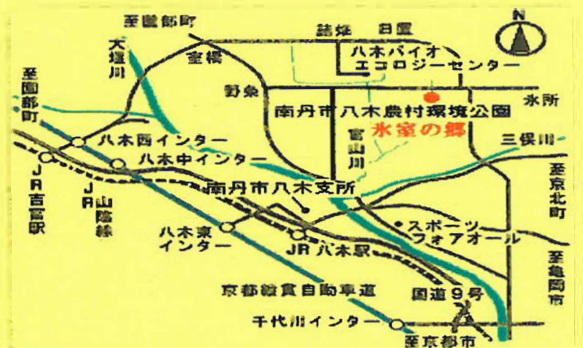 至園部町
大堰川
室橋
諸畑
日置
N
八木バイオ
エコロジーセンター
至園部町
野条
氷所
南丹市八木農村環境公園
氷室の郷
官山川
三俣川
八木西インター
八木中インター
JR吉富駅
JR山陰線
南丹市八木支所
至京北町
八木東
インター
JR 八木駅
スポーツ
フォアオール
至亀岡市
京都縦貫自動車道
国道9号
千代川インター
至京都市